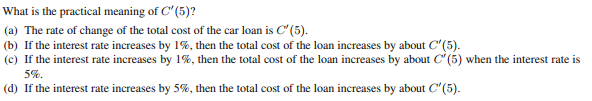 What is the practical meaning of C′(5)?
(a) The rate of change of the total cost of the car loan is C′(5).
(b) If the interest rate increases by 1%, then the total cost of the loan increases by about C′(5).
(c) If the interest rate increases by 1%, then the total cost of the loan increases by about C′(5) when the interest rate is
5%.
(d) If the interest rate increases by 5%, then the total cost of the loan increases by about C′(5).